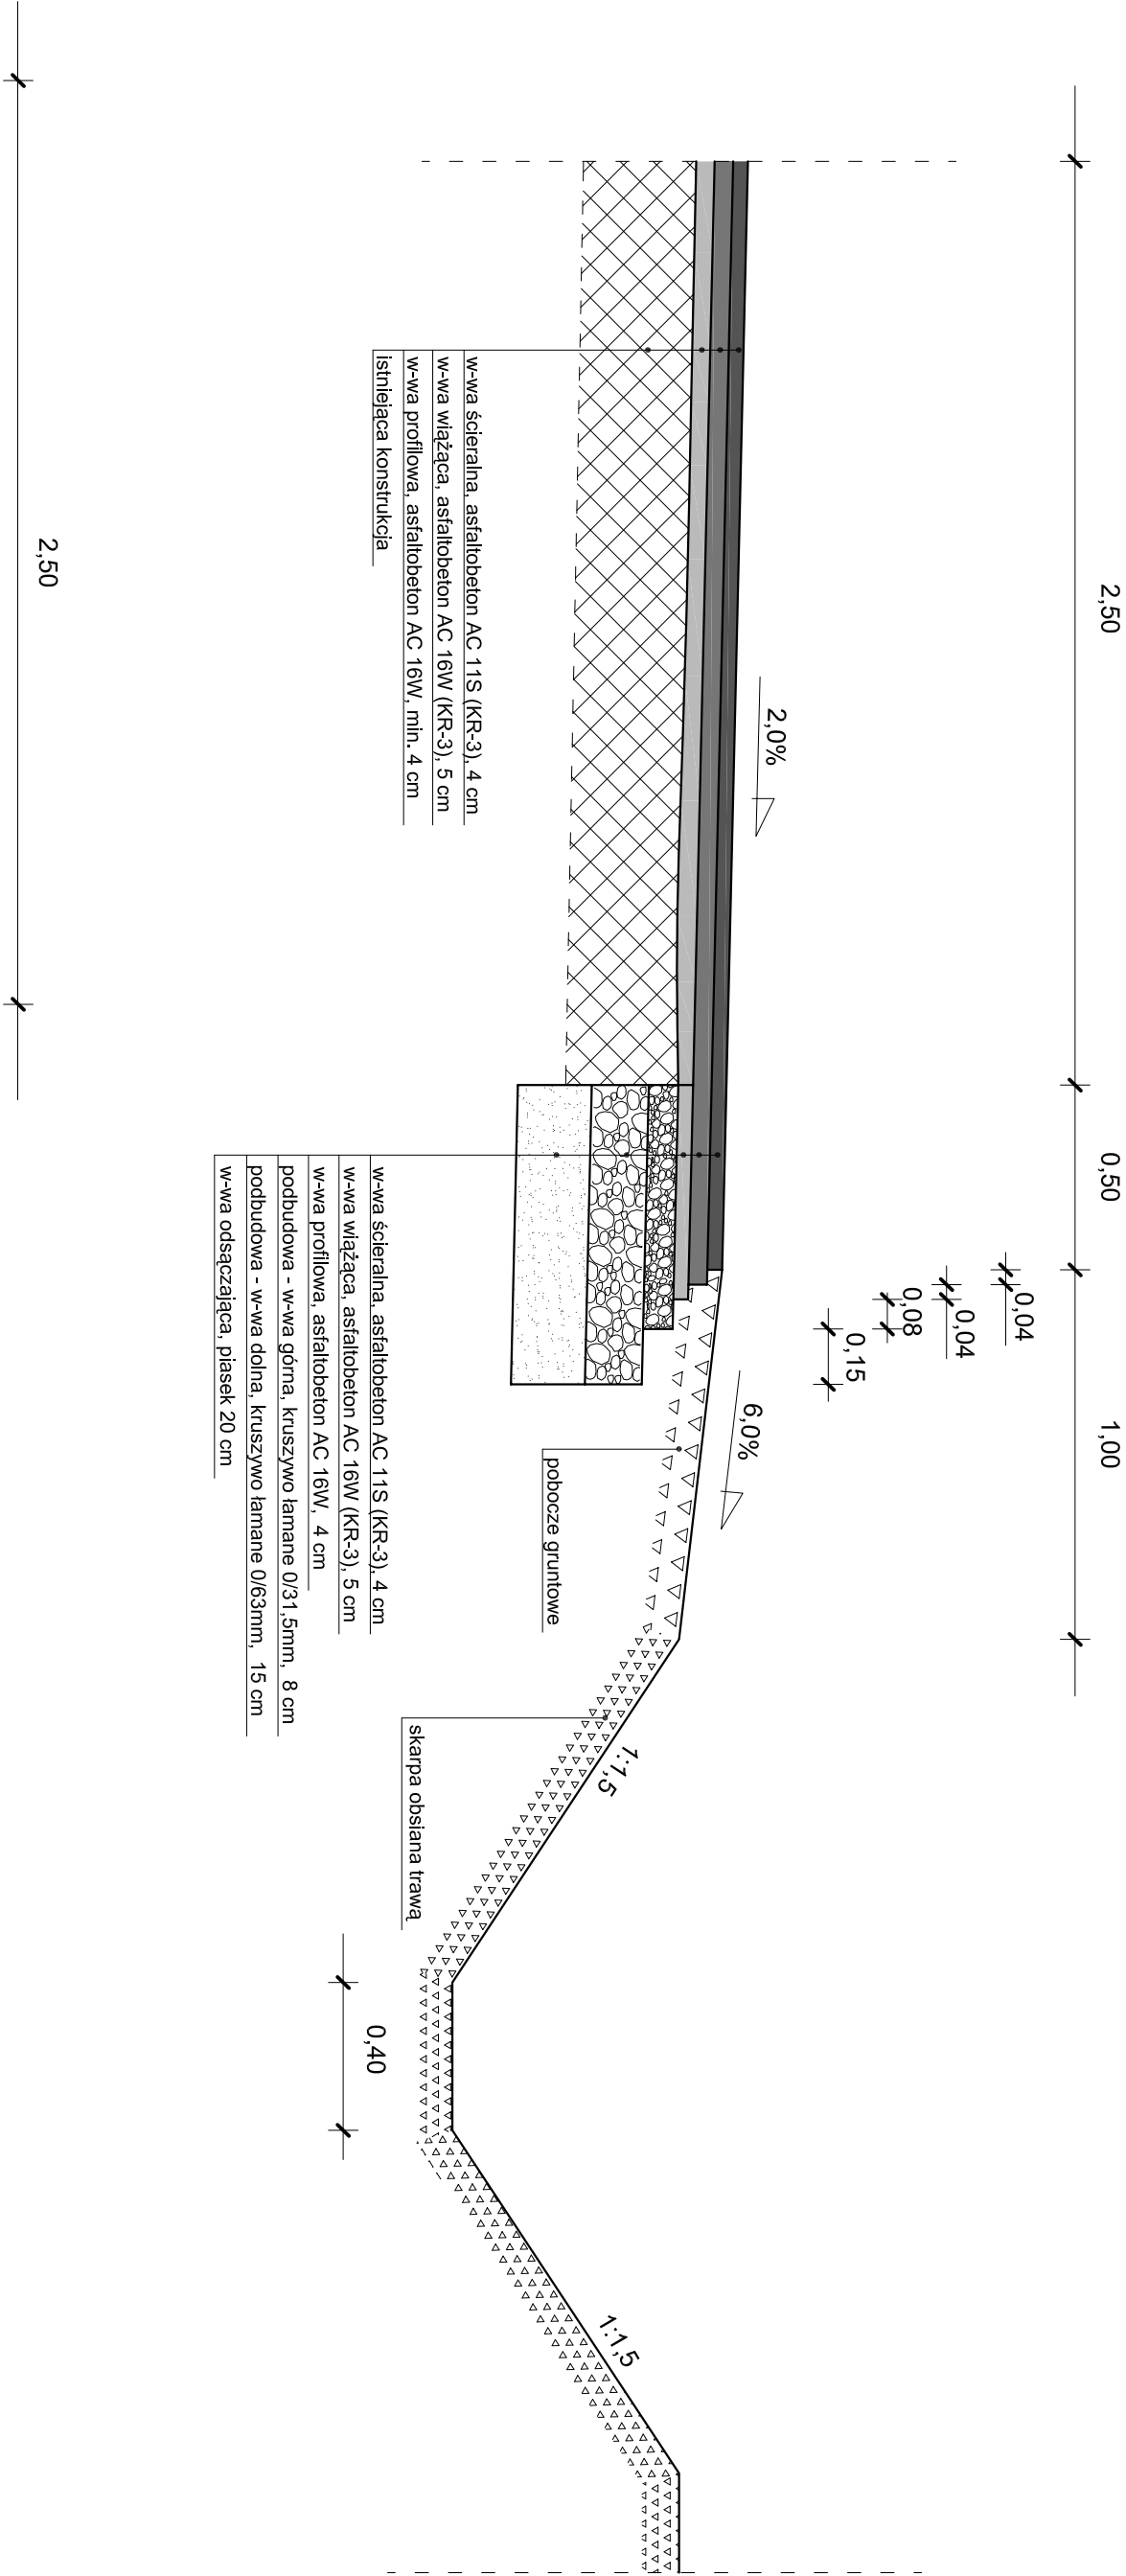 2,50
0,50
1,00
0,04
0,04
0,08
0,15
2,0%
6,0%
1:1,5
1:1,5
w-wa ścieralna, asfaltobeton AC 11S (KR-3), 4 cm
w-wa wiążąca, asfaltobeton AC 16W (KR-3), 5 cm
w-wa profilowa, asfaltobeton AC 16W, min. 4 cm
istniejąca konstrukcja
pobocze gruntowe
skarpa obsiana trawą
w-wa ścieralna, asfaltobeton AC 11S (KR-3), 4 cm
w-wa wiążąca, asfaltobeton AC 16W (KR-3), 5 cm
w-wa profilowa, asfaltobeton AC 16W, 4 cm
podbudowa - w-wa górna, kruszywo łamane 0/31,5mm, 8 cm
podbudowa - w-wa dolna, kruszywo łamane 0/63mm, 15 cm
w-wa odsączająca, piasek 20 cm
0,40
2,50